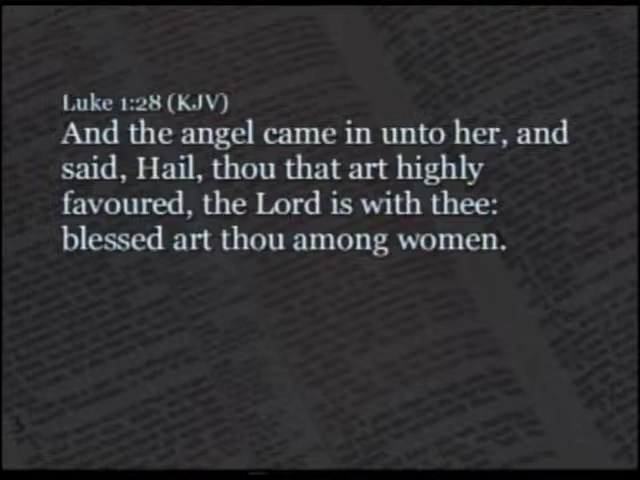 Luke 1:28 (KJV)
And the angel came in unto her, and
said, Hail, thou that art highly
favoured, the Lord is with thee:
blessed art thou among women.